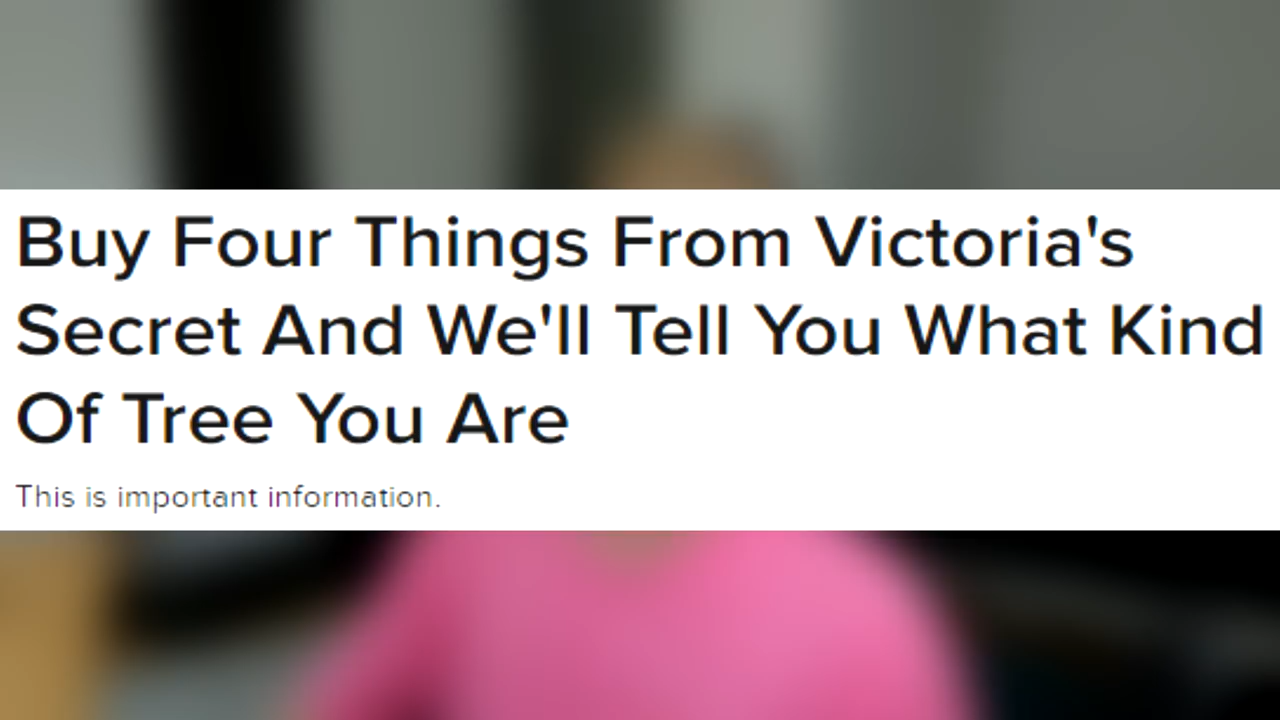 Buy Four Things From Victoria's
Secret And We'll Tell You What Kind
Of Tree You Are
This is important information.